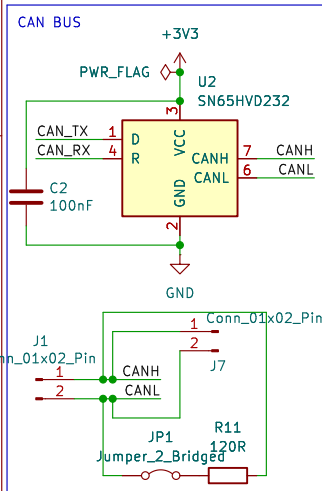 CAN BUS
+3V3
PWR_FLAG
U2
SN65HVD232
3
CAN_TX 1 D VCC
CAN_RX 4 R CANH 7 CANH
CANL 6 CANL
GND
C2
100nF
2
GND
1 Conn_01x02_Pin
2 J7
J1
nn_01x02_Pin
1 CANH
2 CANL
JP1 R11
Jumper_2_Bridged 120R